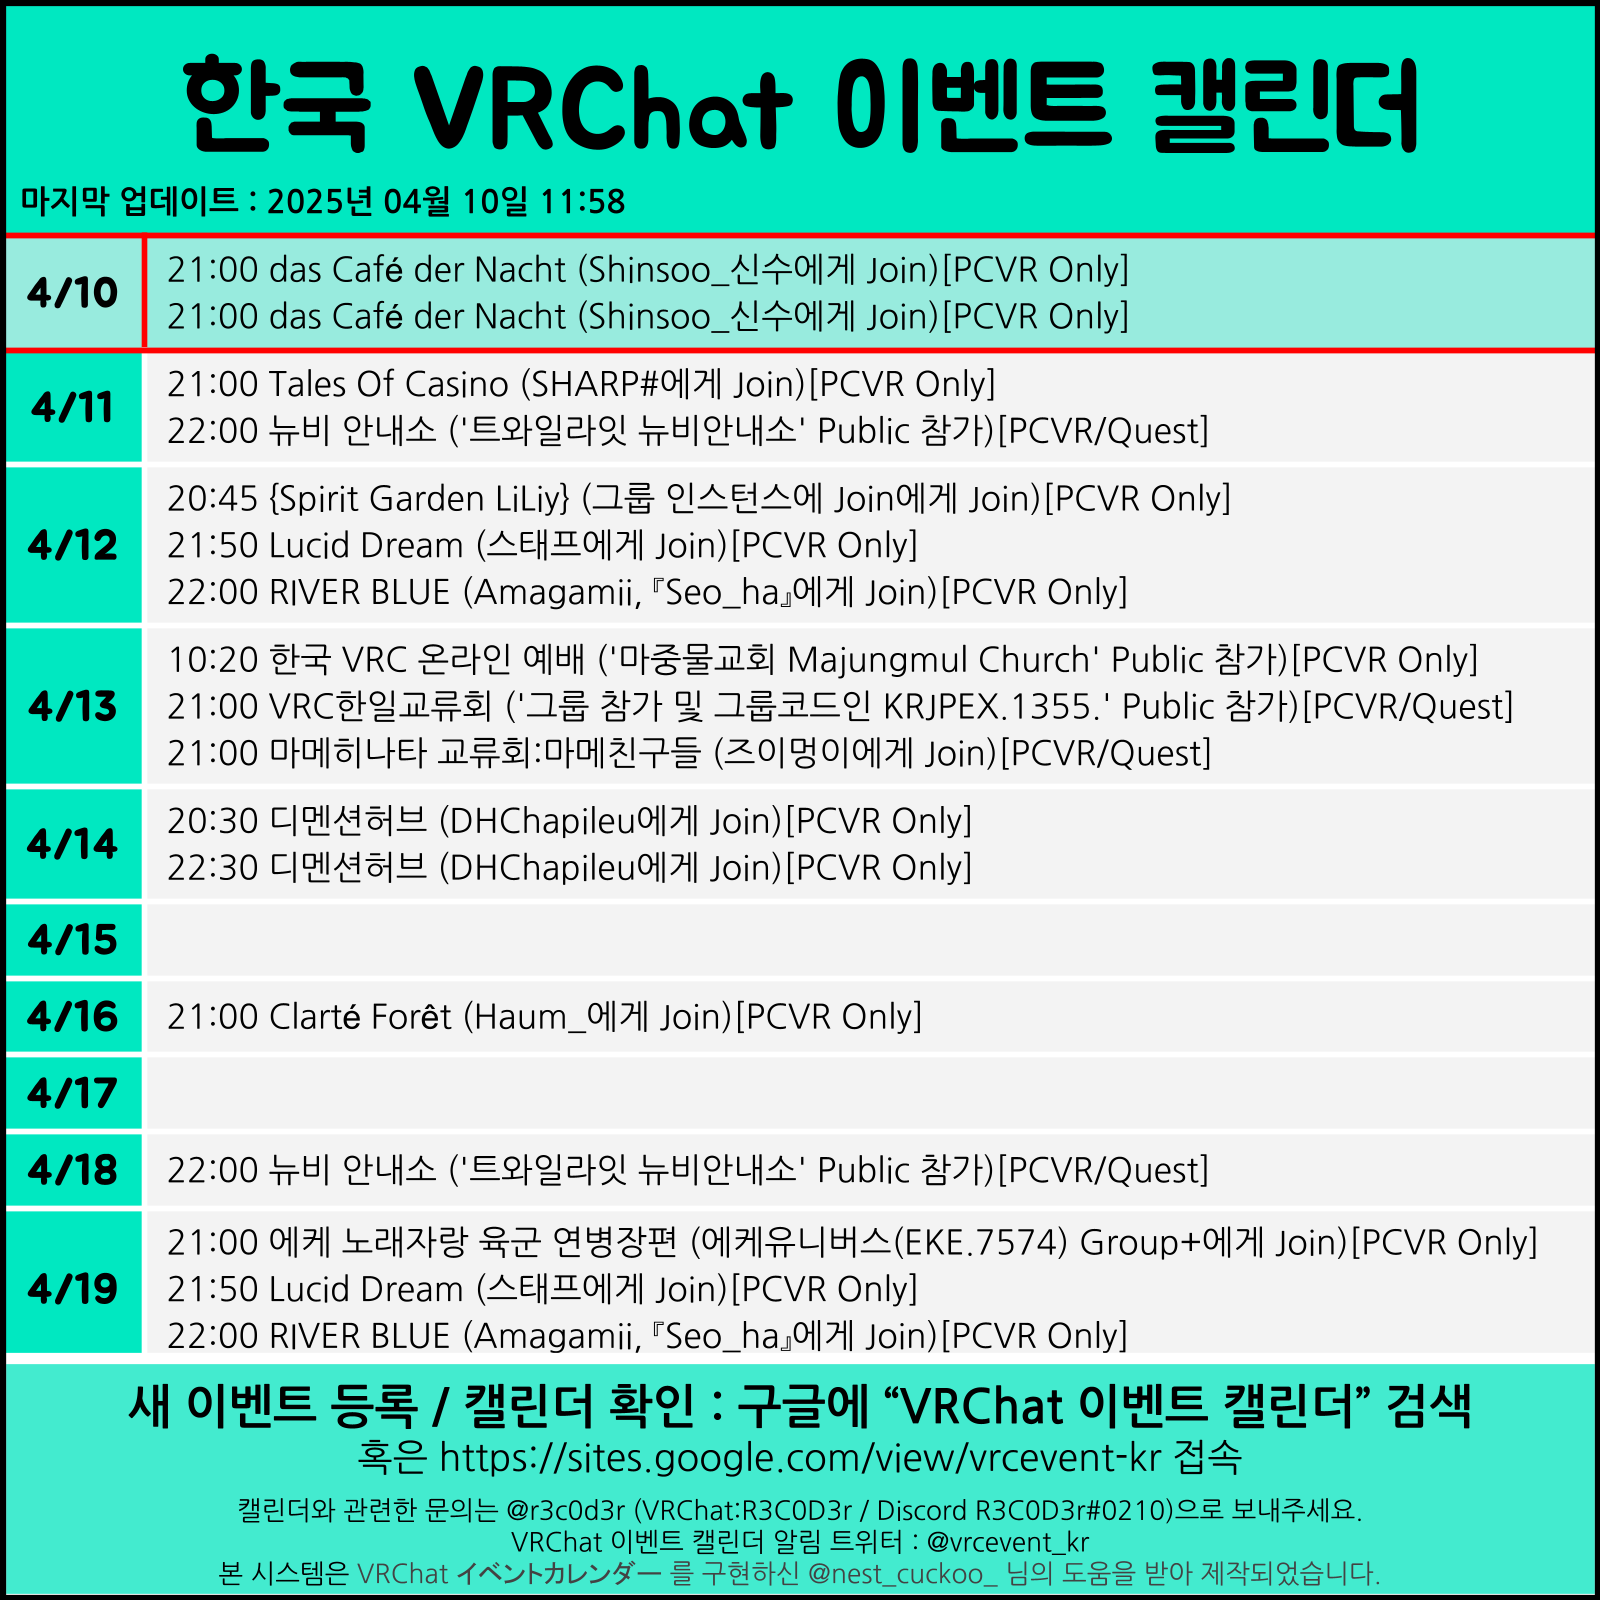 한국 VRChat 이벤트 캘린더
마지막 업데이트 : 2025년 04월 10일 11:58
4/10
21:00 das Café der Nacht (Shinsoo_신수에게 Join)[PCVR Only]
21:00 das Café der Nacht (Shinsoo_신수에게 Join)[PCVR Only]
4/11
21:00 Tales Of Casino (SHARP#에게 Join)[PCVR Only]
22:00 뉴비 안내소 ('트와일라잇 뉴비안내소' Public 참가)[PCVR/Quest]
4/12
20:45 {Spirit Garden LiLiy} (그룹 인스턴스에 Join에게 Join)[PCVR Only]
21:50 Lucid Dream (스태프에게 Join)[PCVR Only]
22:00 RIVER BLUE (Amagamii,『Seo_ha』에게 Join)[PCVR Only]
4/13
10:20 한국 VRC 온라인 예배 ('마중물교회 Majungmul Church' Public 참가)[PCVR Only]
21:00 VRC한일교류회 ('그룹 참가 및 그룹코드인 KRJPEX.1355.' Public 참가)[PCVR/Quest]
21:00 마메히나타 교류회:마메친구들 (즈이멍이에게 Join)[PCVR/Quest]
4/14
20:30 디멘션허브 (DHChapileu에게 Join)[PCVR Only]
22:30 디멘션허브 (DHChapileu에게 Join)[PCVR Only]
4/15
4/16
21:00 Clarté Forêt (Haum_에게 Join)[PCVR Only]
4/17
4/18
22:00 뉴비 안내소 ('트와일라잇 뉴비안내소' Public 참가)[PCVR/Quest]
4/19
21:00 에케 노래자랑 육군 연병장편 (에케유니버스(EKE.7574) Group+에게 Join)[PCVR Only]
21:50 Lucid Dream (스태프에게 Join)[PCVR Only]
22:00 RIVER BLUE (Amagamii,『Seo_ha』에게 Join)[PCVR Only]
새 이벤트 등록 / 캘린더 확인 : 구글에 “VRChat 이벤트 캘린더” 검색
혹은 https://sites.google.com/view/vrcevent-kr 접속
캘린더와 관련한 문의는 @r3c0d3r (VRChat:R3C0D3r / Discord R3C0D3r#0210)으로 보내주세요.
VRChat 이벤트 캘린더 알림 트위터 : @vrcevent_kr
본 시스템은 VRChat イベントカレンダー 를 구현하신 @nest_cuckoo_ 님의 도움을 받아 제작되었습니다.